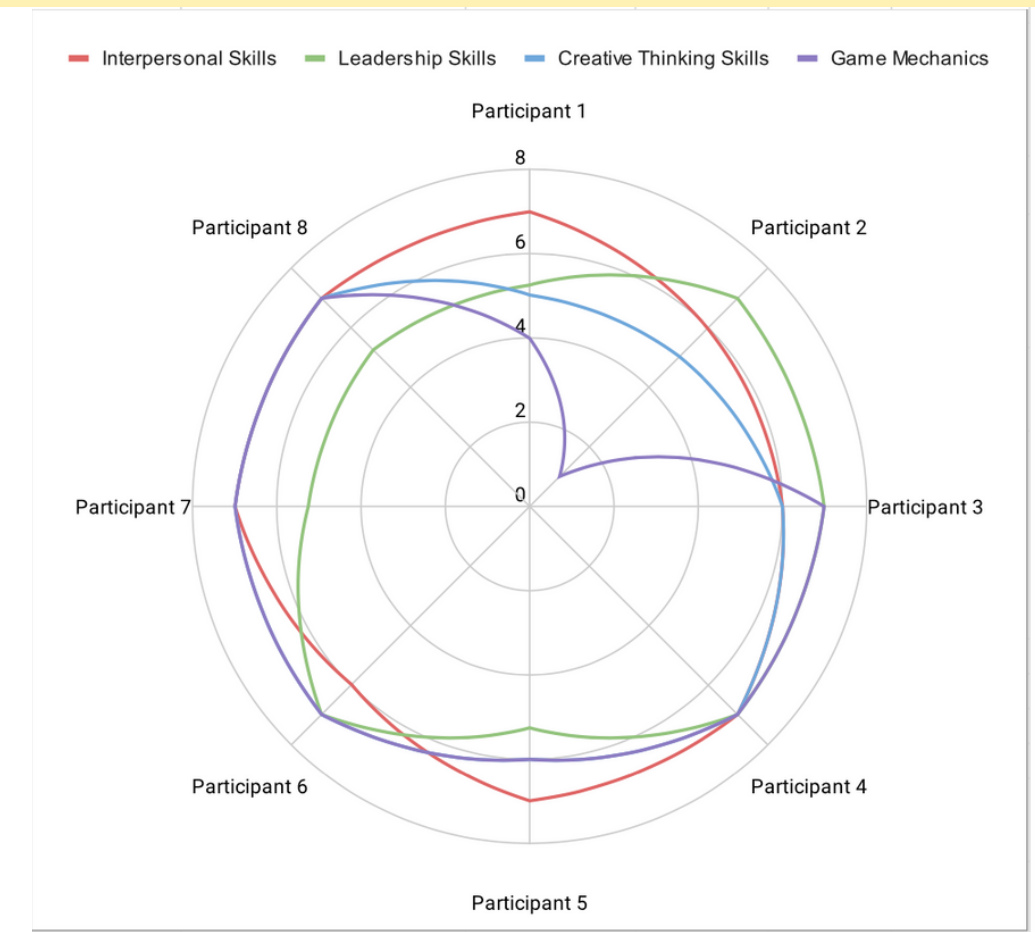 Interpersonal Skills Leadership Skills Creative Thinking Skills Game Mechanics
Participant 1
8
Participant 8 Participant 2
6
4
2
0
Participant 7 Participant 3
Participant 6 Participant 4
Participant 5